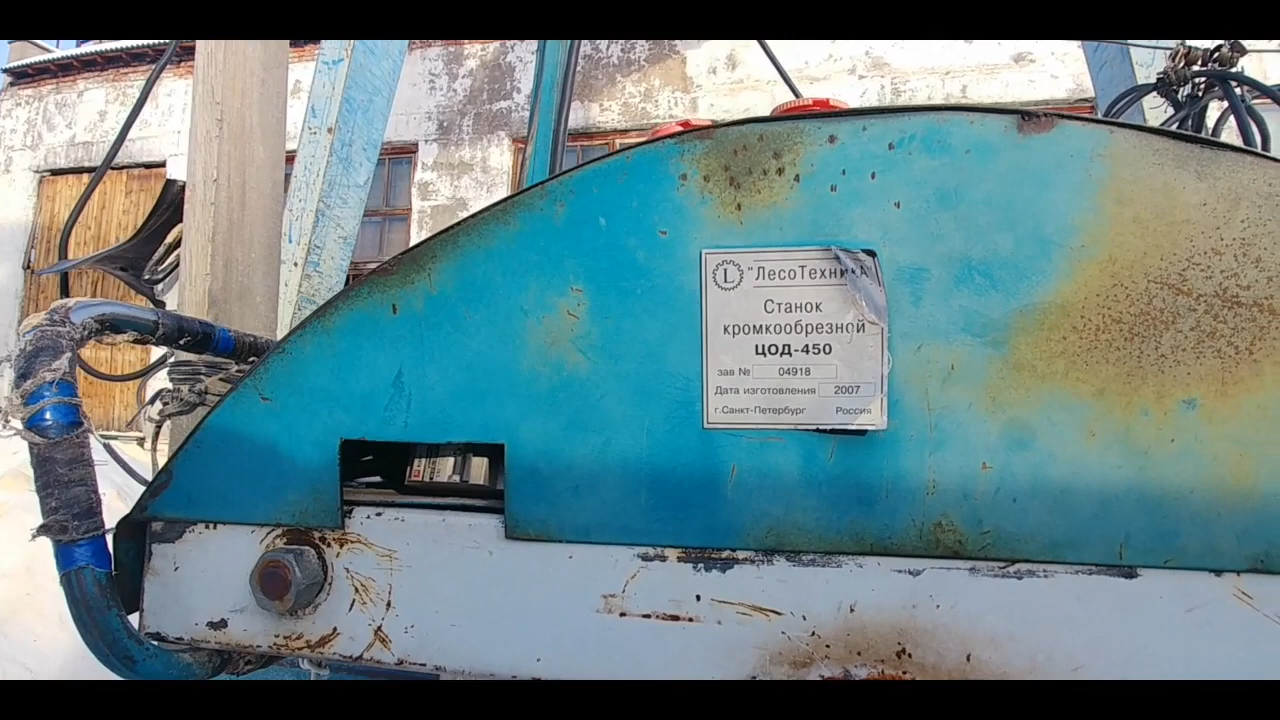 L "ЛесоТехникА"
Станок
кромкообрезной
ЦОД-450
зав № 04918
Дата изготовления 2007
г.Санкт-Петербург Россия